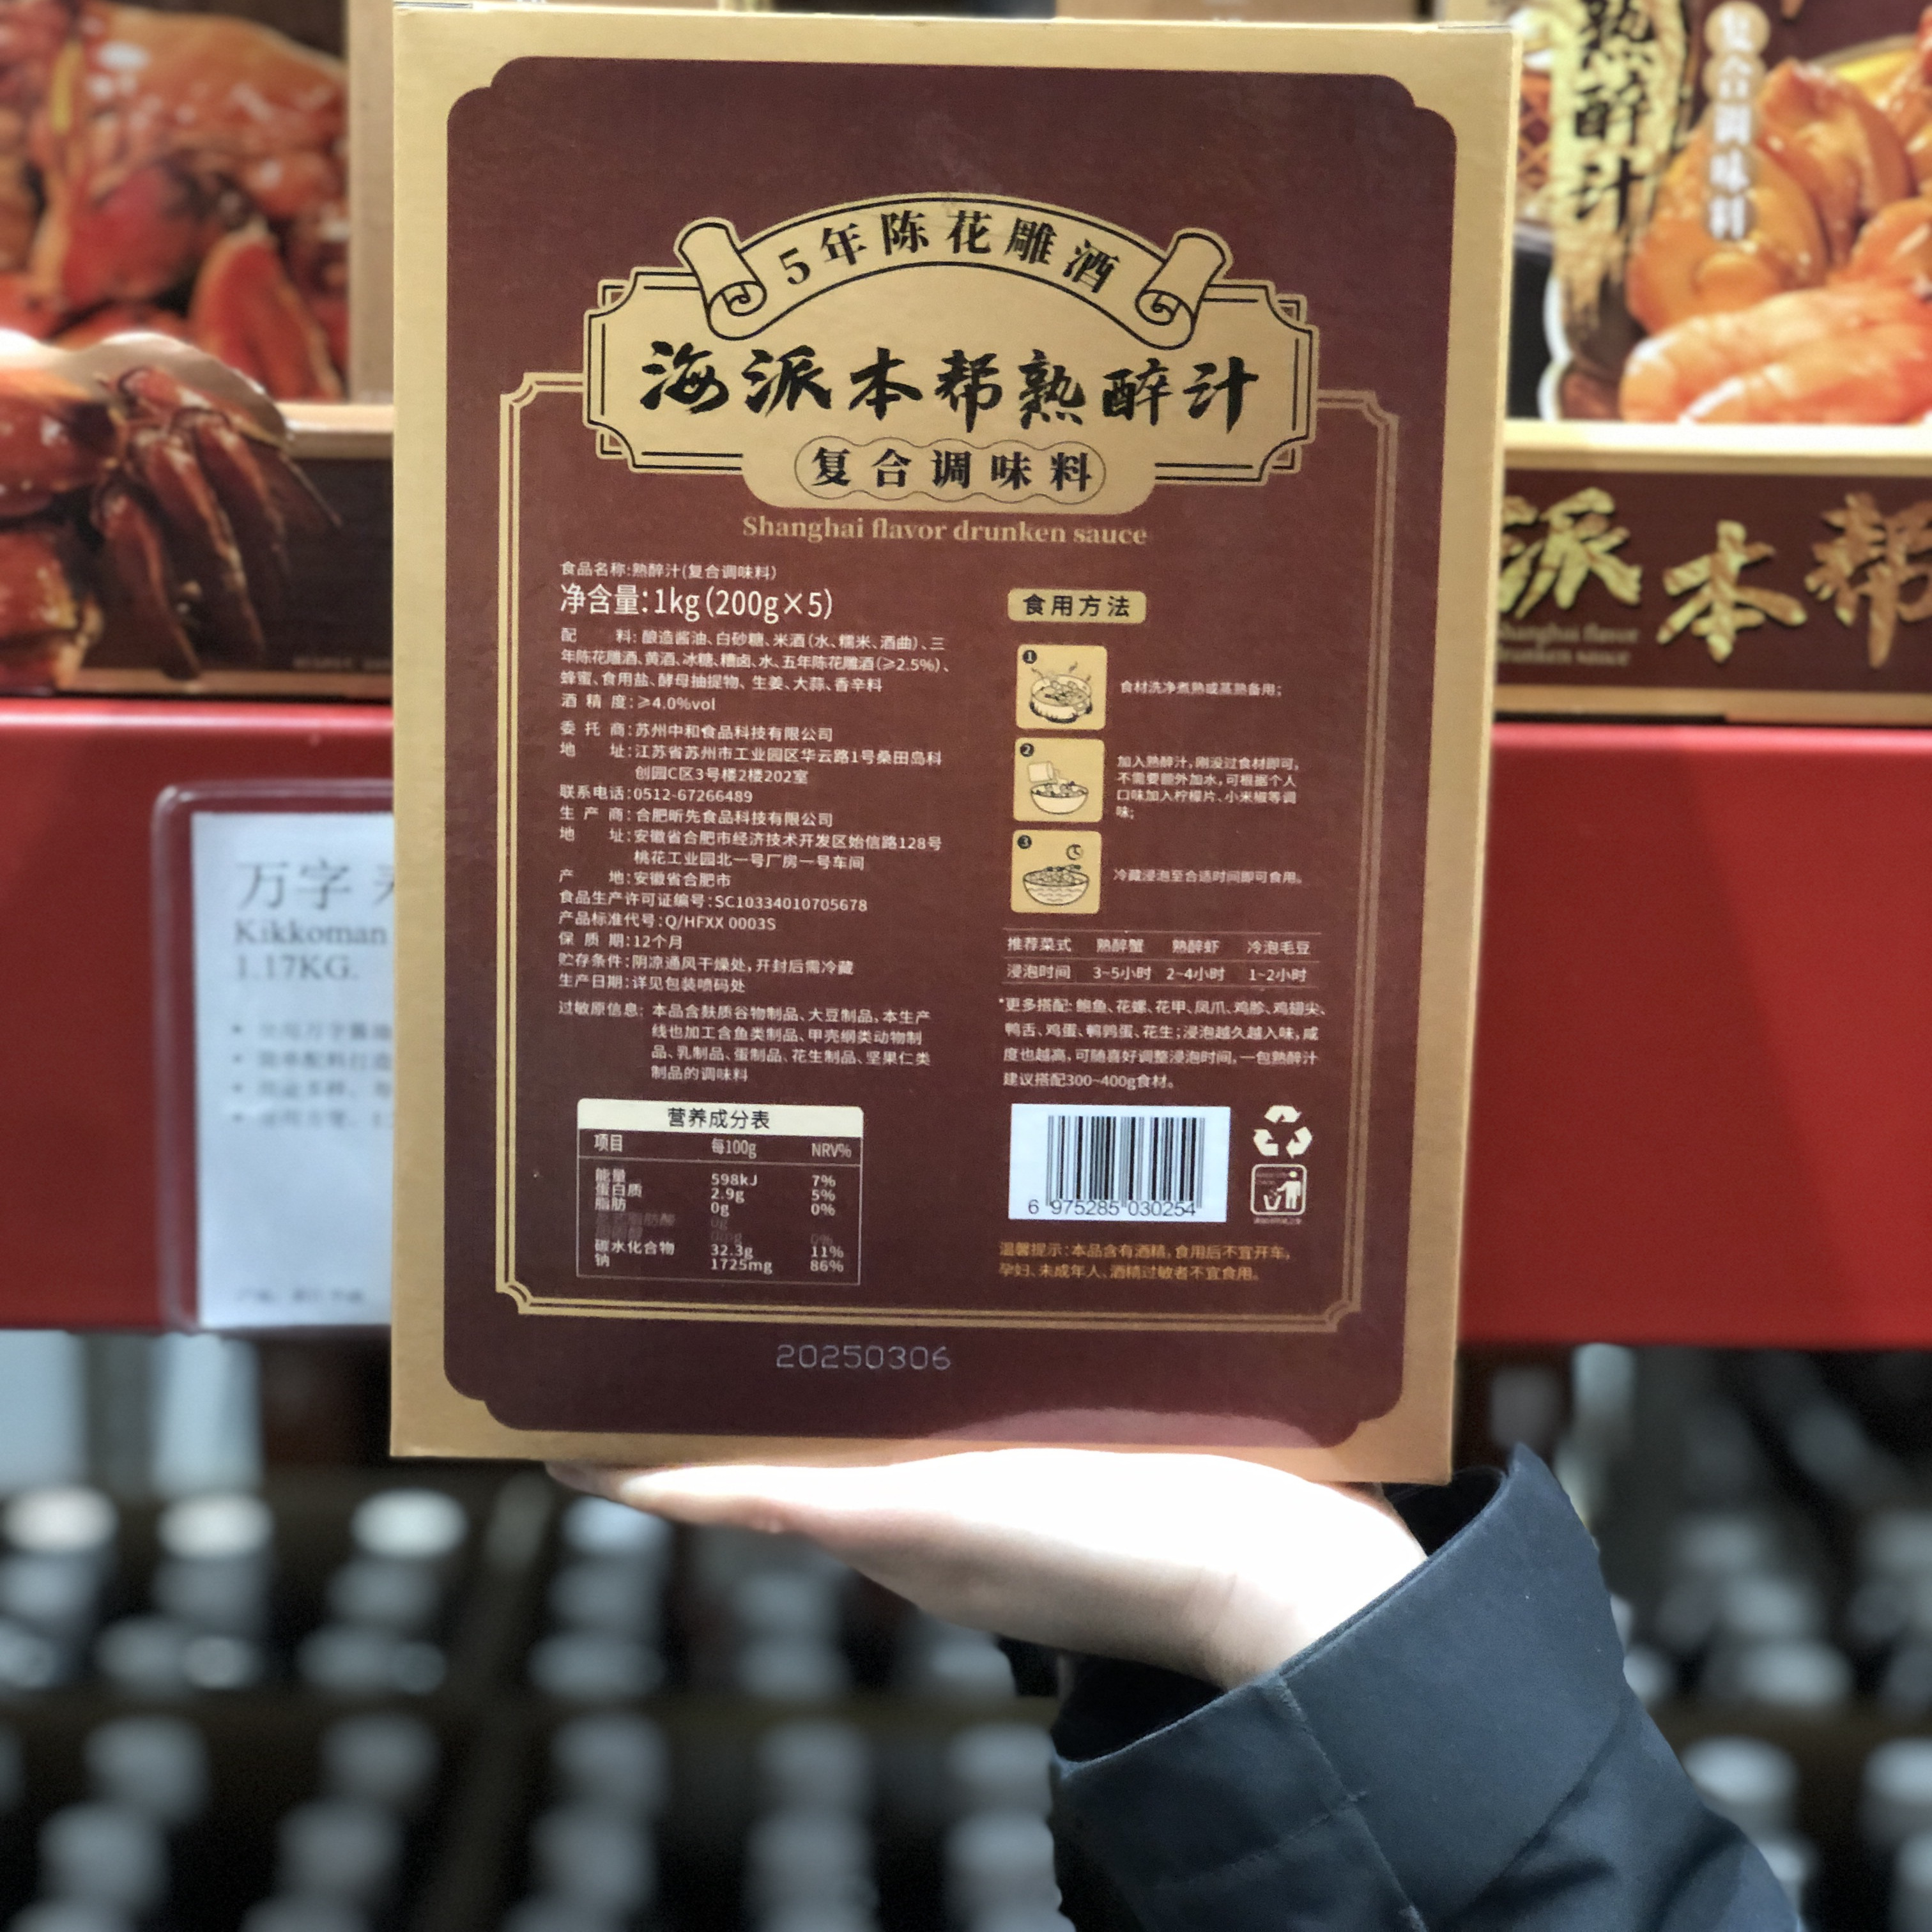 5年陈花雕酒
海派本帮熟醉汁
复合调味料
Shanghai flavor drunken sauce
食品名称:熟醉汁(复合调味料)
净含量:1kg(200g×5)
配 料:酿造酱油、白砂糖、米酒(水、糯米、酒曲)、三
年陈花雕酒、黄酒、冰糖、糟卤、水、五年陈花雕酒(≥2.5%)、
蜂蜜、食用盐、酵母抽提物、生姜、大蒜、香辛料
酒 精 度:≥4.0%vol
委 托 商:苏州中和食品科技有限公司
地 址:江苏省苏州市工业园区华云路1号桑田岛科
创园C区3号楼2楼202室
联系电话:0512-67266489
生 产 商:合肥昕先食品科技有限公司
地 址:安徽省合肥市经济技术开发区始信路128号
桃花工业园北一号厂房一号车间
产 地:安徽省合肥市
食品生产许可证编号:SC10334010705678
产品标准代号:Q/HFXX 0003S
保 质 期:12个月
贮存条件:阴凉通风干燥处,开封后需冷藏
生产日期:详见包装喷码处
过敏原信息:本品含麸质谷物制品、大豆制品,本生产
线也加工含鱼类制品、甲壳纲类动物制
品、乳制品、蛋制品、花生制品、坚果仁类
制品的调味料
营养成分表
项目 每100g NRV%
能量 598kJ 7%
蛋白质 2.9g 5%
脂肪 0g 0%
碳水化合物 32.3g 11%
钠 1725mg 86%
食用方法
1
食材洗净煮熟或蒸熟备用;
2
加入熟醉汁,刚没过食材即可,
不需要额外加水,可根据个人
口味加入柠檬片、小米椒等调
味;
3
冷藏浸泡至合适时间即可食用。
推荐菜式 熟醉蟹 熟醉虾 冷泡毛豆
浸泡时间 3~5小时 2~4小时 1~2小时
*更多搭配:鲍鱼、花螺、花甲、凤爪、鸡胗、鸡翅尖、
鸭舌、鸡蛋、鹌鹑蛋、花生;浸泡越久越入味,咸
度也越高,可随喜好调整浸泡时间,一包熟醉汁
建议搭配300~400g食材。
6 975285 030254
温馨提示:本品含有酒精,食用后不宜开车,
孕妇、未成年人、酒精过敏者不宜食用。
20250306
万字
Kikkoman
1.17KG.
熟醉汁
复合调味料
派本帮
Shanghai flavor
drunken sauce